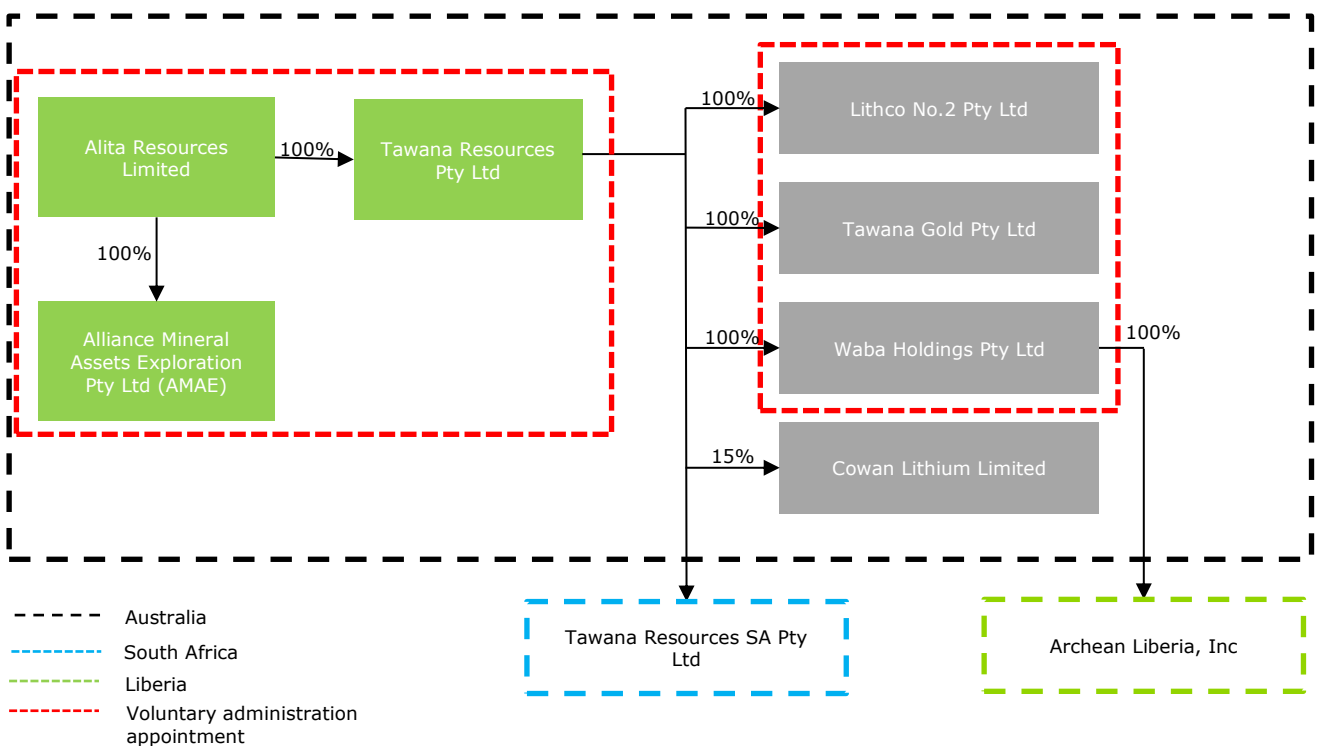 Alita Resources
Limited
100%
Tawana Resources
Pty Ltd
100%
Alliance Mineral
Assets Exploration
Pty Ltd (AMAE)
100%
Lithco No.2 Pty Ltd
100%
Tawana Gold Pty Ltd
100%
Waba Holdings Pty Ltd
100%
15%
Cowan Lithium Limited
Tawana Resources SA Pty
Ltd
Archean Liberia, Inc
Australia
South Africa
Liberia
Voluntary administration
appointment